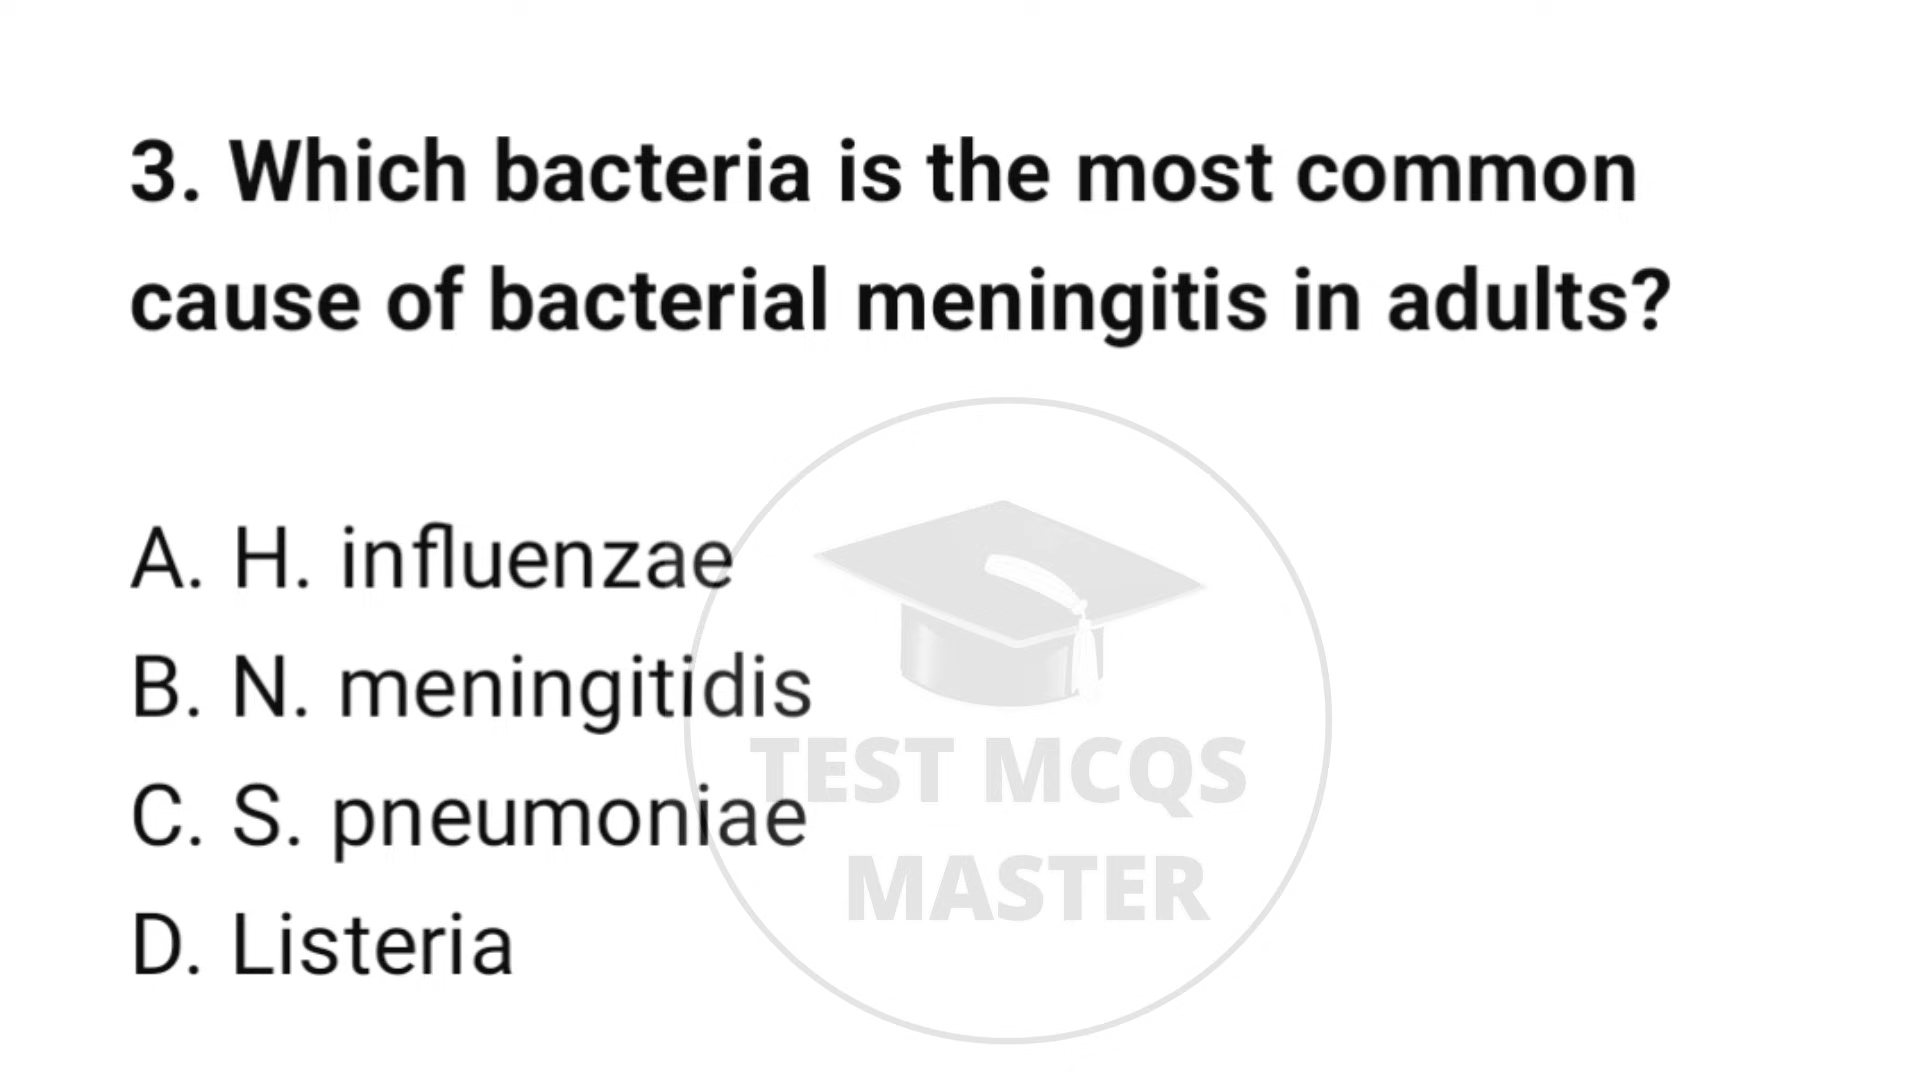 3. Which bacteria is the most common
cause of bacterial meningitis in adults?
A. H. influenzae
B. N. meningitidis
C. S. pneumoniae
D. Listeria
TEST MCQS
MASTER